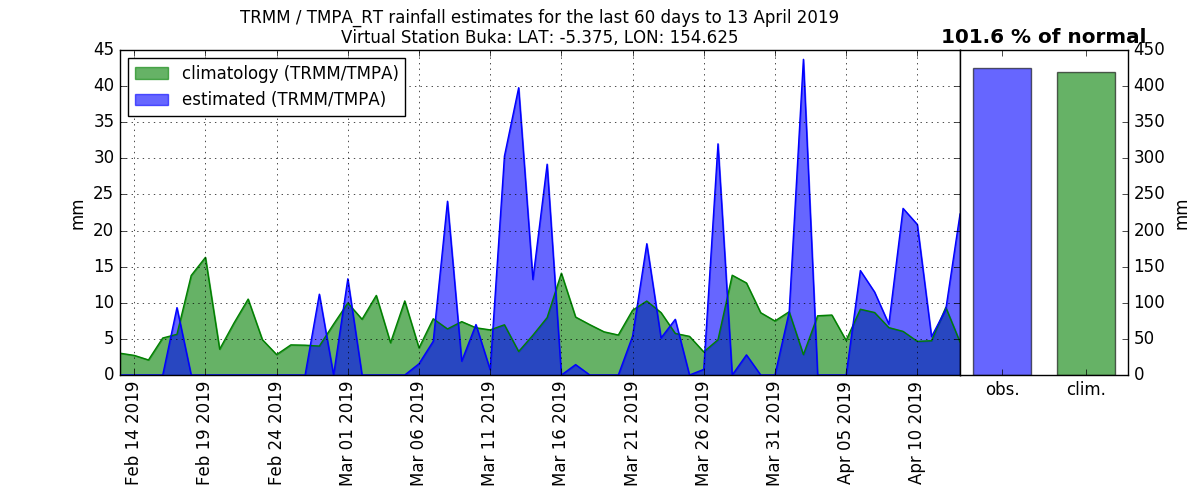 TRMM / TMPA_RT rainfall estimates for the last 60 days to 13 April 2019
Virtual Station Buka: LAT: -5.375, LON: 154.625
101.6 % of normal
climatology (TRMM/TMPA)
estimated (TRMM/TMPA)
45
40
35
30
25
20
15
10
5
0
mm
Feb 14 2019
Feb 19 2019
Feb 24 2019
Mar 01 2019
Mar 06 2019
Mar 11 2019
Mar 16 2019
Mar 21 2019
Mar 26 2019
Mar 31 2019
Apr 05 2019
Apr 10 2019
obs.
clim.
450
400
350
300
250
200
150
100
50
0
mm